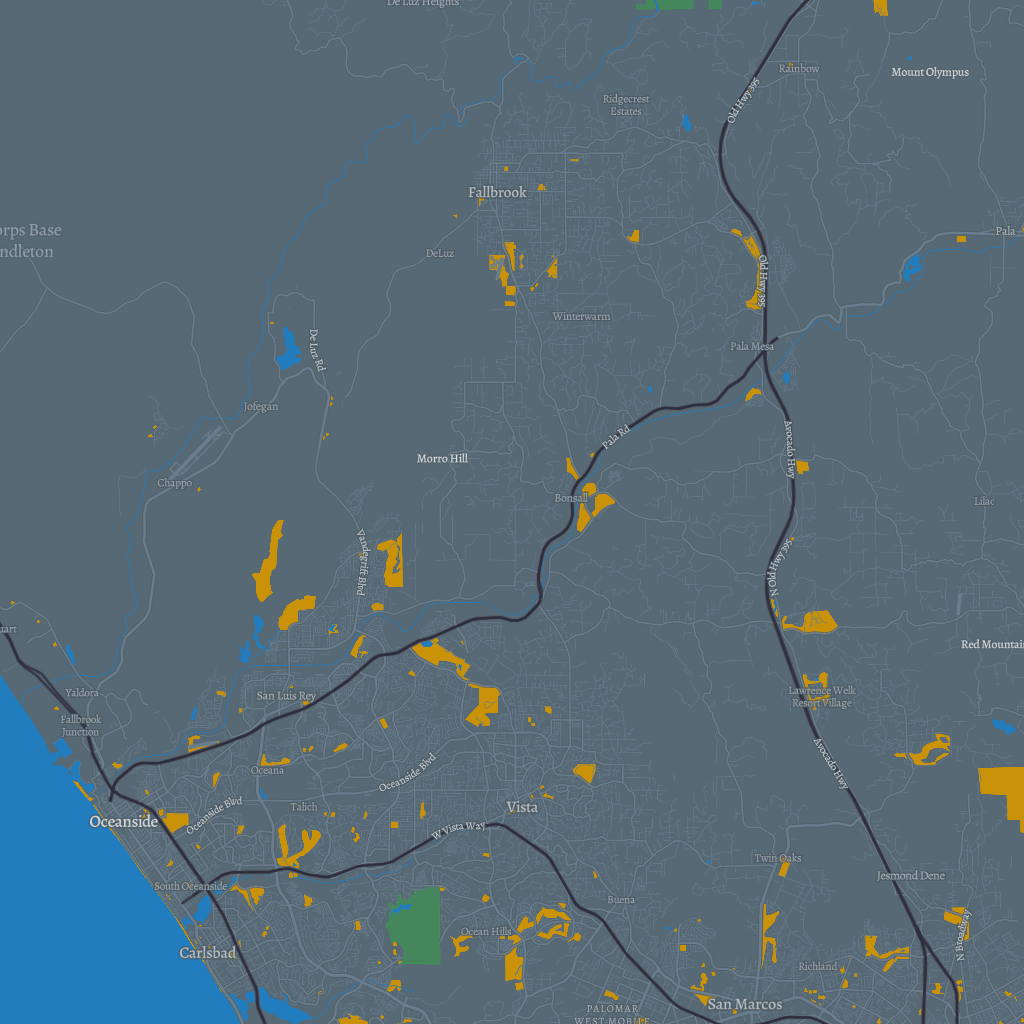 De Luz Heights
Rainbow
Mount Olympus
Old Hwy 395
Ridgecrest
Estates
Fallbrook
orps Base
ndleton
DeLuz
Pala
Old Hwy 395
Winterwarm
De Luz Rd
Pala Mesa
Jofegan
Pala Rd
Avocado Hwy
Morro Hill
Chappo
Bonsall
Lilac
Vandegrift Blvd
N Old Hwy 395
uart
Red Mountain
Yaldora
San Luis Rey
Lawrence Welk
Resort Village
Fallbrook
Junction
Avocado Hwy
Oceana
Oceanside Blvd
Talich
Vista
Oceanside Blvd
Oceanside
W Vista Way
Twin Oaks
Jesmond Dene
South Oceanside
Buena
Ocean Hills
N Broadway
Carlsbad
Richland
San Marcos
PALOMAR
WEST MOBILE